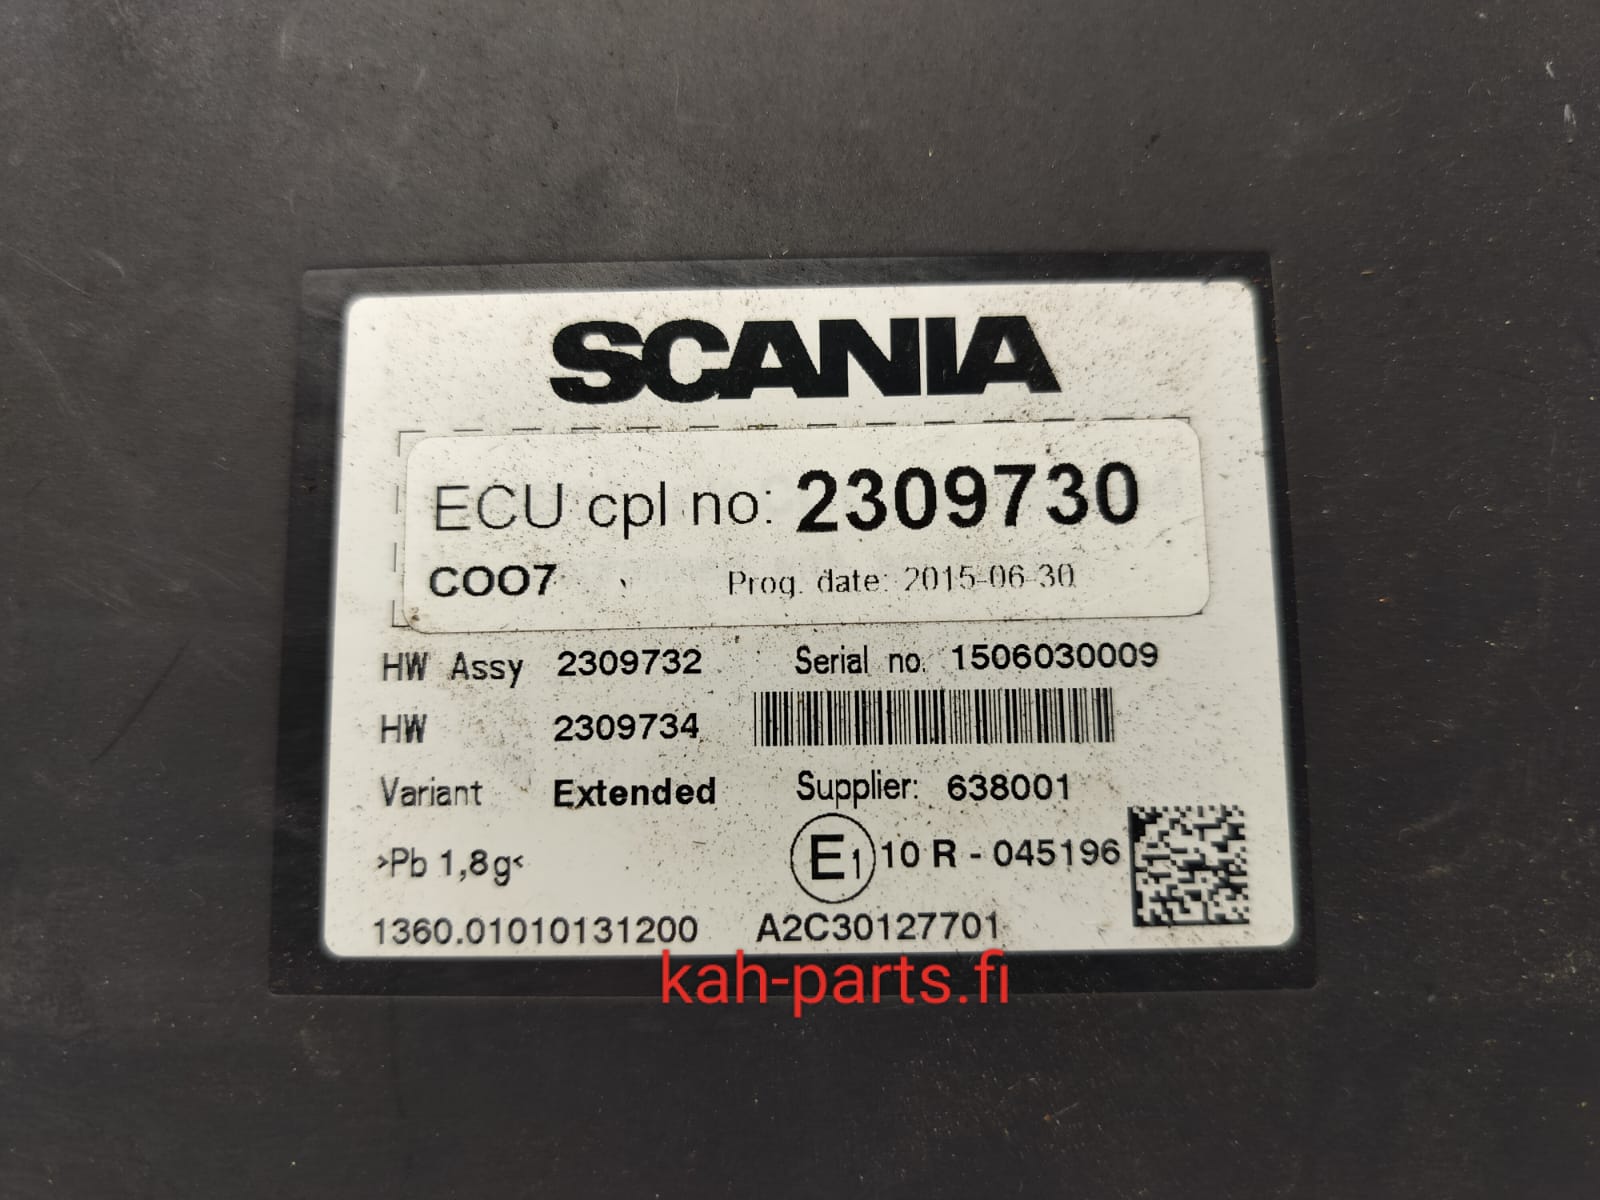 SCANIA
ECU cpl no: 2309730
COO7 Prog. date: 2015-06-30
HW Assy 2309732 Serial no. 1506030009
HW 2309734
Variant Extended Supplier: 638001
>Pb 1,8g< E1 10 R - 045196
1360.01010131200 A2C30127701
kah-parts.fi